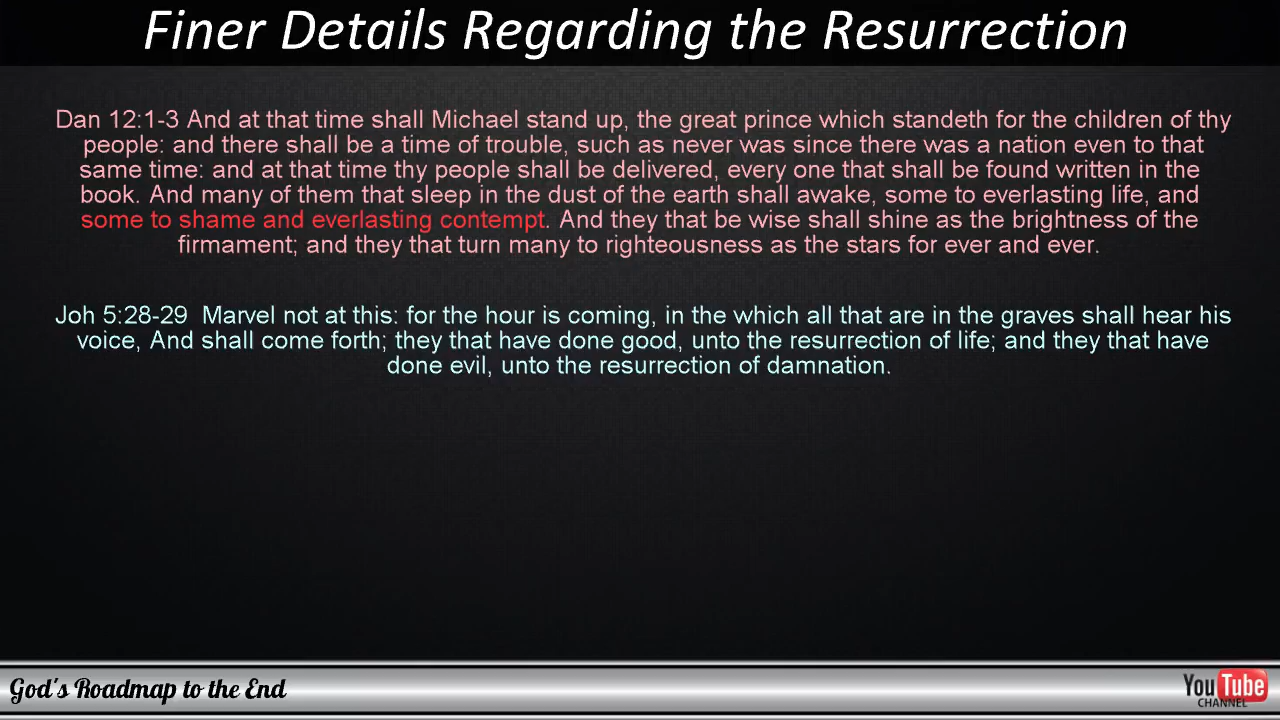 Finer Details Regarding the Resurrection
Dan 12:1-3 And at that time shall Michael stand up, the great prince which standeth for the children of thy
people: and there shall be a time of trouble, such as never was since there was a nation even to that
same time: and at that time thy people shall be delivered, every one that shall be found written in the
book. And many of them that sleep in the dust of the earth shall awake, some to everlasting life, and
some to shame and everlasting contempt. And they that be wise shall shine as the brightness of the
firmament; and they that turn many to righteousness as the stars for ever and ever.
Joh 5:28-29 Marvel not at this: for the hour is coming, in the which all that are in the graves shall hear his
voice, And shall come forth; they that have done good, unto the resurrection of life; and they that have
done evil, unto the resurrection of damnation.
God's Roadmap to the End
YouTube
CHANNEL